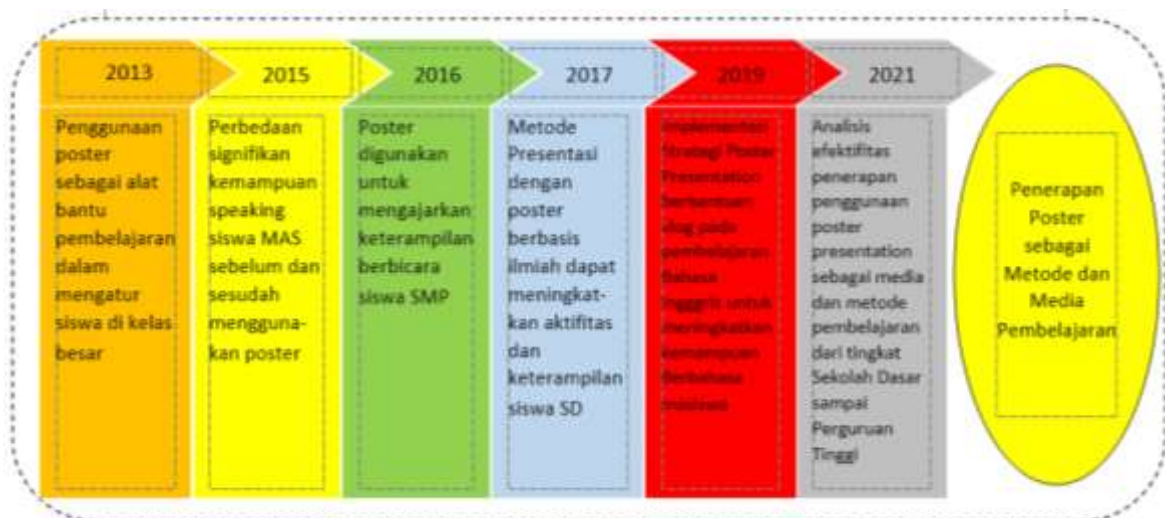 2013
Penggunaan
poster
sebagai alat
bantu
pembelajaran
dalam
mengatur
siswa di kelas
besar
2015
Perbedaan
signifikan
kemampuan
speaking
siswa MAS
sebelum dan
sesudah
mengguna-
kan poster
2016
Poster
digunakan
untuk
mengajarkan
keterampilan
berbicara
siswa SMP
2017
Metode
Presentasi
dengan
poster
berbasis
ilmiah dapat
meningkat-
kan aktifitas
dan
keterampilan
siswa SD
2019
Strategi Poster
Presentation
berbantuan
vlog pada
pembelajaran
Bahasa
untuk
meningkatkan
kemampuan
2021
Analisis
efektifitas
penerapan
penggunaan
poster
presentation
sebagai media
dan metode
pembelajaran
dari tingkat
Sekolah Dasar
sampai
Perguruan
Tinggi
Penerapan
Poster
sebagai
Metode dan
Media
Pembelajaran